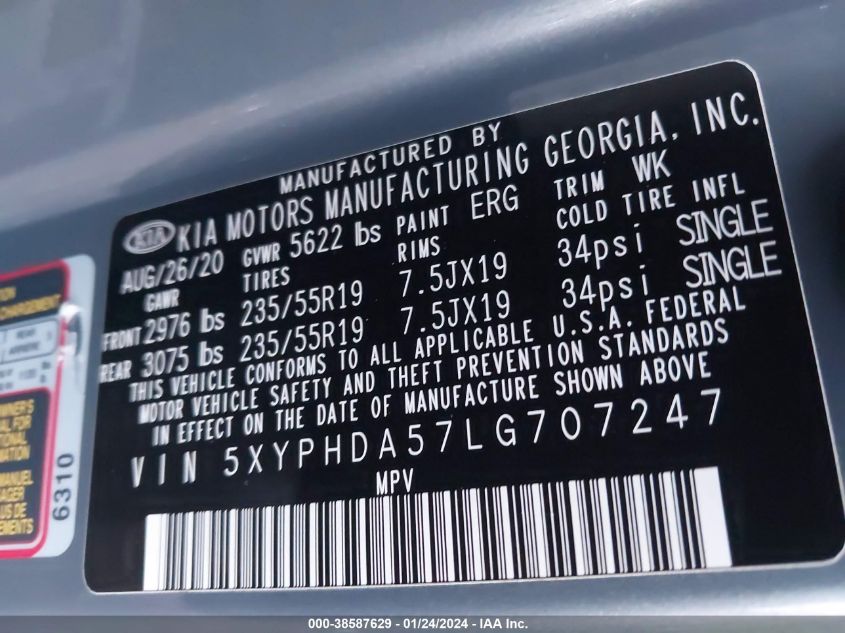 MANUFACTURED BY
KIA KIA MOTORS MANUFACTURING GEORGIA, INC.
AUG/26/20 GVWR 5622 lbs PAINT ERG TRIM WK
GAWR TIRES RIMS COLD TIRE INFL
FRONT 2976 lbs 235/55R19 7.5JX19 34psi SINGLE
REAR 3075 lbs 235/55R19 7.5JX19 34psi SINGLE
THIS VEHICLE CONFORMS TO ALL APPLICABLE U.S.A. FEDERAL
MOTOR VEHICLE SAFETY AND THEFT PREVENTION STANDARDS
IN EFFECT ON THE DATE OF MANUFACTURE SHOWN ABOVE
VIN 5XYPHDA57LG707247
MPV
6310
000-38587629 - 01/24/2024 - IAA Inc.